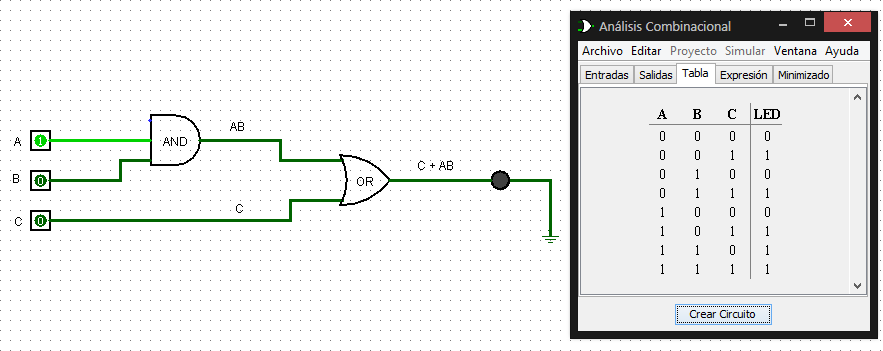 A
B
C
1
0
0
AND
AB
C
OR
C + AB
Análisis Combinacional
Archivo Editar Proyecto Simular Ventana Ayuda
Entradas Salidas Tabla Expresión Minimizado
A B C LED
0 0 0 0
0 0 1 1
0 1 0 0
0 1 1 1
1 0 0 0
1 0 1 1
1 1 0 1
1 1 1 1
Crear Circuito